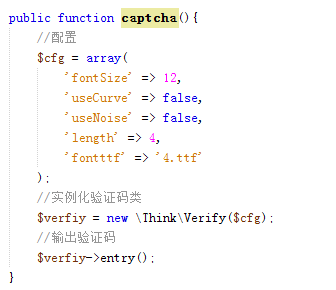 public function captcha(){
//配置
$cfg = array(
'fontSize' => 12,
'useCurve' => false,
'useNoise' => false,
'length' => 4,
'fontttf' => '4.ttf'
);
//实例化验证码类
$verfiy = new \Think\Verify($cfg);
//输出验证码
$verfiy->entry();
}